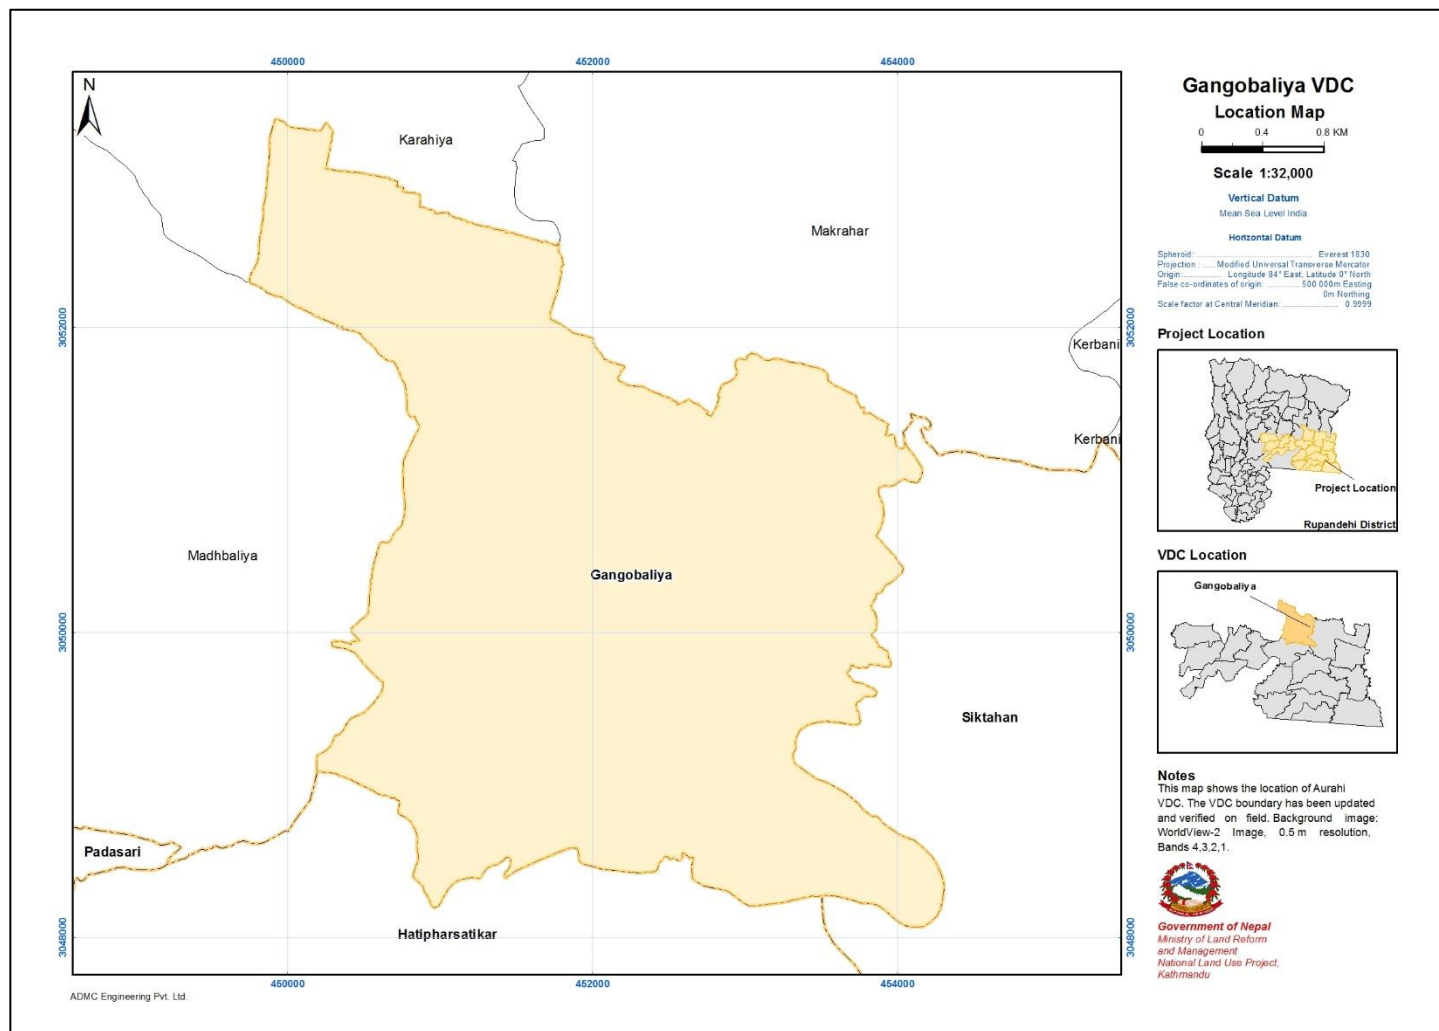 450000
452000
454000
N
Karahiya
Makrahar
3052000
3052000
Kerbani
Kerbani
Madhbaliya
Gangobaliya
3050000
3050000
Siktahan
Padasari
Hatipharsatikar
3048000
3048000
450000
452000
454000
ADMC Engineering Pvt. Ltd.
Gangobaliya VDC
Location Map
0 0.4 0.8 KM
Scale 1:32,000
Vertical Datum
Mean Sea Level India
Horizontal Datum
Spheroid: Everest 1830
Projection : Modified Universal Transverse Mercator
Origin: Longitude 84° East, Latitude 0° North
False co-ordinates of origin: 500 000m Easting
0m Northing
Scale factor at Central Meridian: 0.9999
Project Location
Project Location
Rupandehi District
VDC Location
Gangobaliya
Notes
This map shows the location of Aurahi
VDC. The VDC boundary has been updated
and verified on field. Background image:
WorldView-2 Image, 0.5 m resolution,
Bands 4,3,2,1.
Government of Nepal
Ministry of Land Reform
and Management
National Land Use Project,
Kathmandu